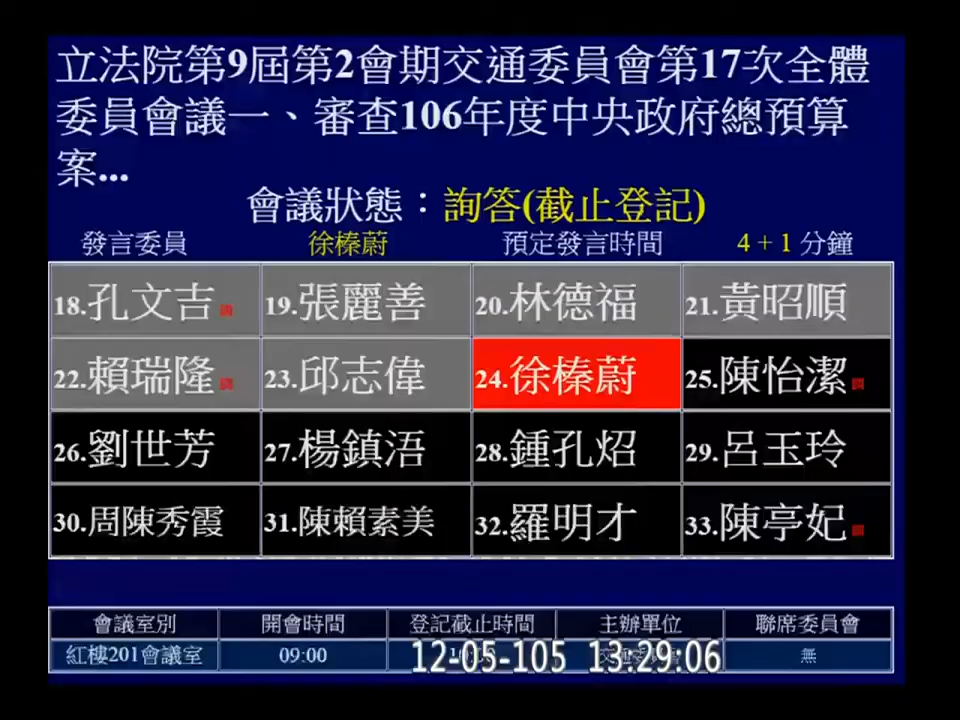 立法院第9屆第2會期交通委員會第17次全體
委員會議一、審查106年度中央政府總預算
案...
會議狀態：詢答(截止登記)
發言委員 徐榛蔚 預定發言時間 4 + 1 分鐘
18.孔文吉 19.張麗善 20.林德福 21.黃昭順
22.賴瑞隆 23.邱志偉 24.徐榛蔚 25.陳怡潔
26.劉世芳 27.楊鎮浯 28.鍾孔炤 29.呂玉玲
30.周陳秀霞 31.陳賴素美 32.羅明才 33.陳亭妃
會議室別 開會時間 登記截止時間 主辦單位 聯席委員會
紅樓201會議室 09:00 無
12-05-105 13:29:06